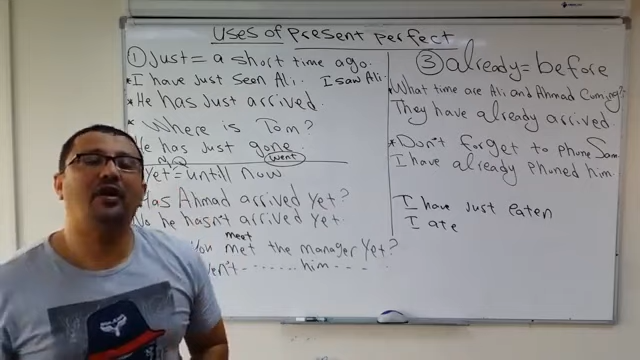 Uses of present perfect
① Just = a short time ago.
* I have just seen Ali. I saw Ali.
* He has just arrived.
* Where is Tom?
He has just gone
went
yet = untill now
Has Ahmad arrived yet?
No he hasn't arrived yet.
meet
you met the manager yet?
him
③ already = before
What time are Ali and Ahmad Cuming?
They have already arrived
* Don't forget to phone Sam
I have already phoned him
I have just eaten
I ate